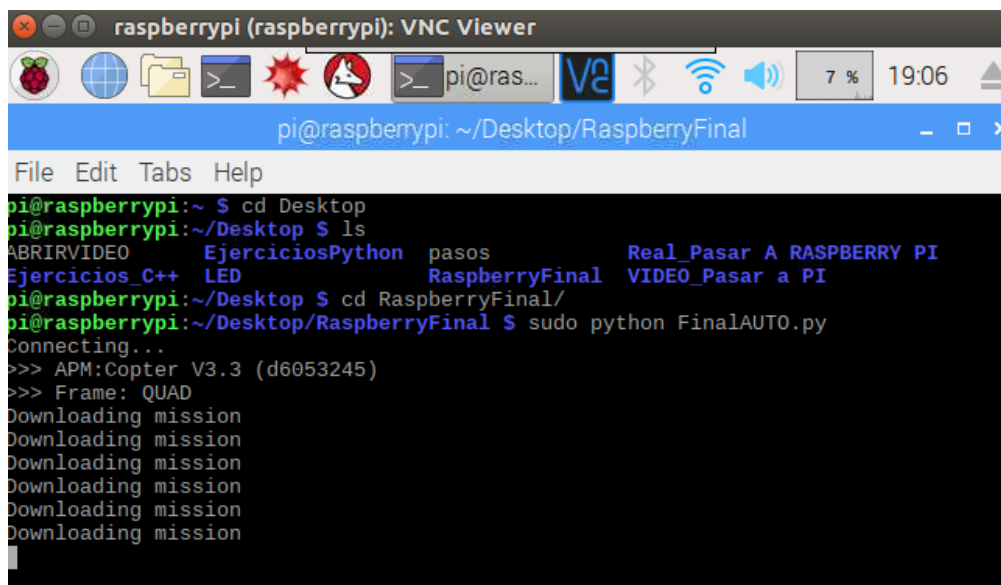 raspberrypi (raspberrypi): VNC Viewer
>_ >_ pi@ras... V2 7 % 19:06
pi@raspberrypi: ~/Desktop/RaspberryFinal
File Edit Tabs Help
pi@raspberrypi:~ $ cd Desktop
pi@raspberrypi:~/Desktop $ ls
ABRIRVIDEO EjerciciosPython pasos Real_Pasar A RASPBERRY PI
Ejercicios_C++ LED RaspberryFinal VIDEO_Pasar a PI
pi@raspberrypi:~/Desktop $ cd RaspberryFinal/
pi@raspberrypi:~/Desktop/RaspberryFinal $ sudo python FinalAUTO.py
Connecting...
>>> APM:Copter V3.3 (d6053245)
>>> Frame: QUAD
Downloading mission
Downloading mission
Downloading mission
Downloading mission
Downloading mission
Downloading mission